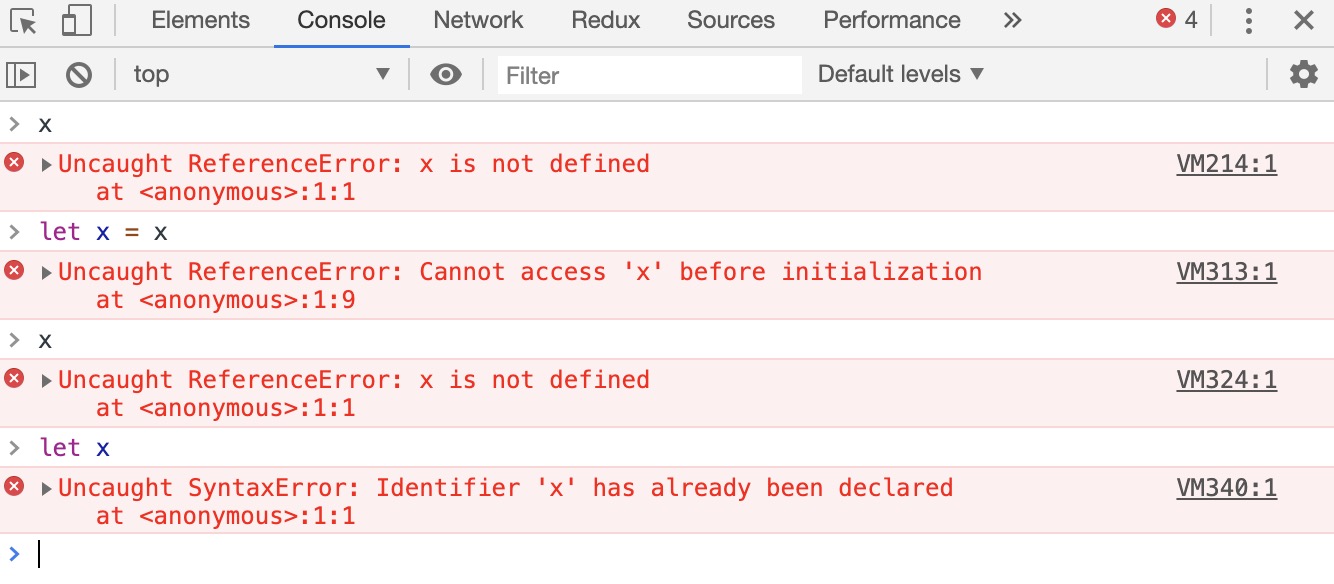 Elements Console Network Redux Sources Performance » 4
top ▼ Filter Default levels ▼
> x
▶Uncaught ReferenceError: x is not defined VM214:1
at <anonymous>:1:1
> let x = x
▶Uncaught ReferenceError: Cannot access 'x' before initialization VM313:1
at <anonymous>:1:9
> x
▶Uncaught ReferenceError: x is not defined VM324:1
at <anonymous>:1:1
> let x
▶Uncaught SyntaxError: Identifier 'x' has already been declared VM340:1
at <anonymous>:1:1
>